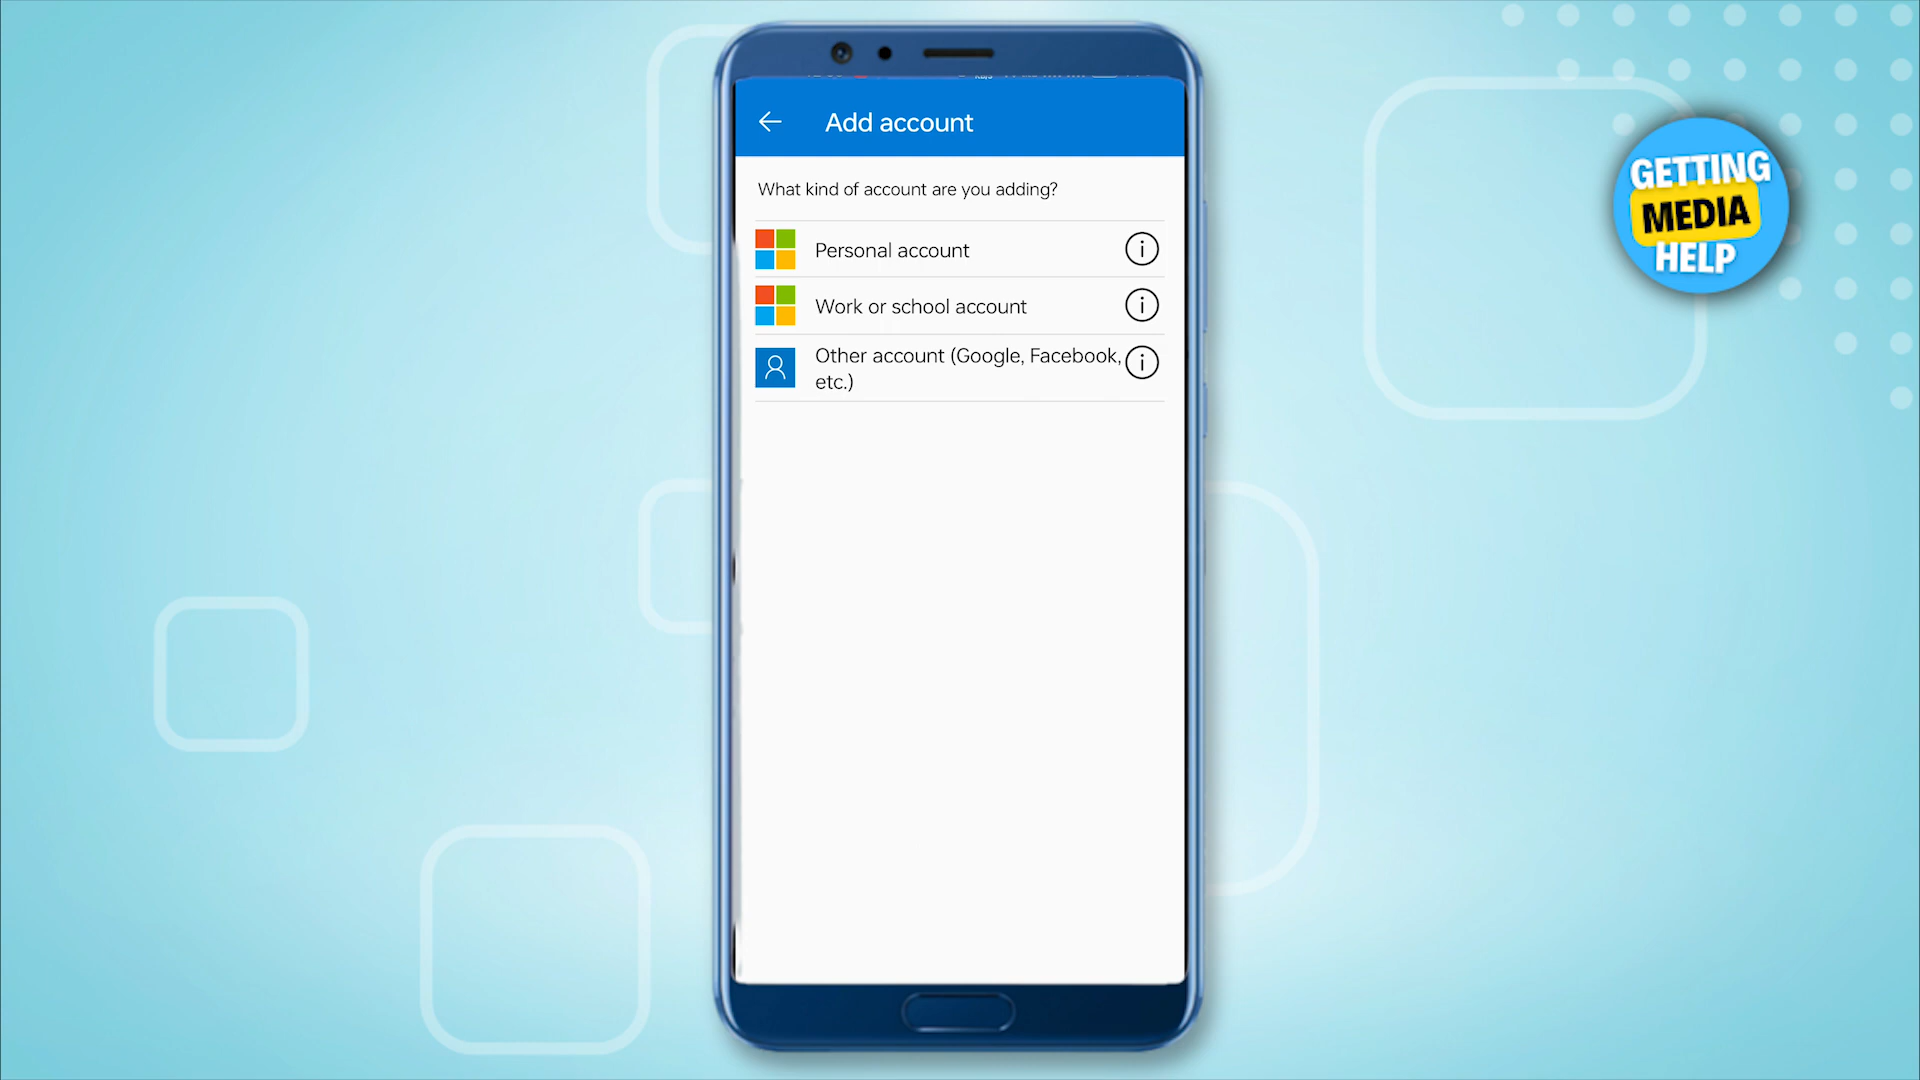 Add account
GETTING
MEDIA
HELP
What kind of account are you adding?
Personal account
Work or school account
Other account (Google, Facebook,
etc.)